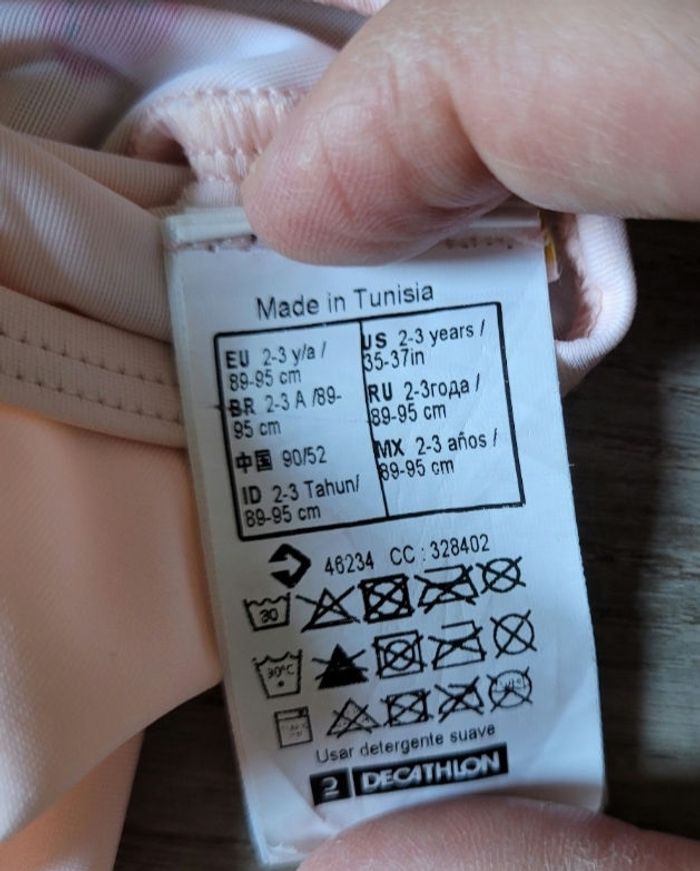 Made in Tunisia
EU 2-3 y/a /
89-95 cm
BR 2-3 A /89-
95 cm
中国 90/52
ID 2-3 Tahun/
89-95 cm
US 2-3 years /
35-37in
RU 2-3года /
89-95 cm
MX 2-3 años /
89-95 cm
46234 CC : 328402
30
30°C
Usar detergente suave
2 DECATHLON